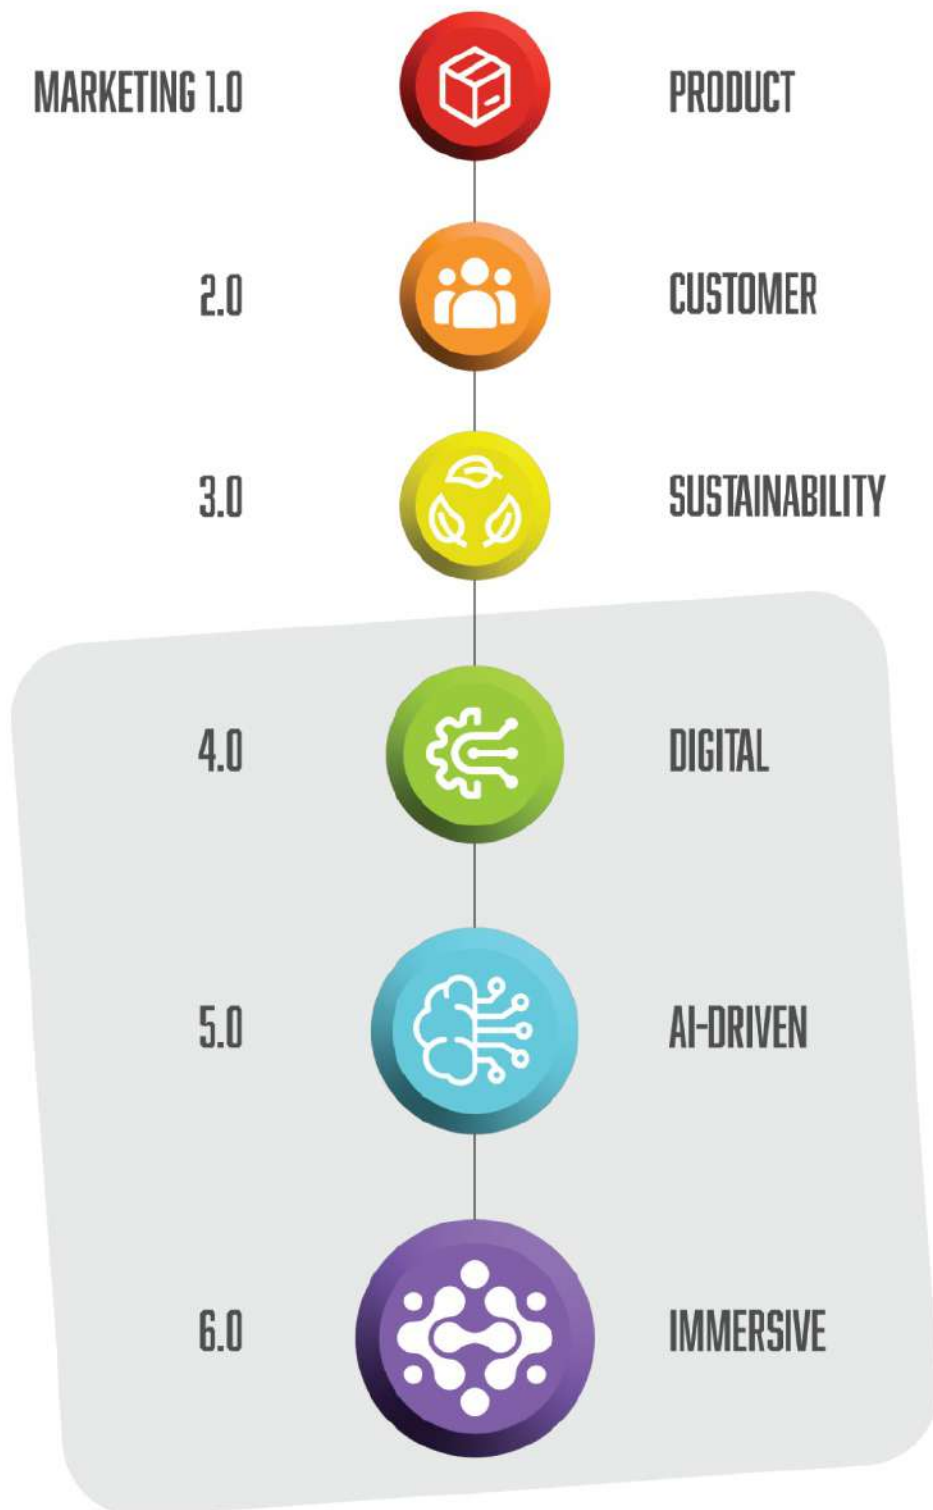 MARKETING 1.0 PRODUCT
2.0 CUSTOMER
3.0 SUSTAINABILITY
4.0 DIGITAL
5.0 AI-DRIVEN
6.0 IMMERSIVE